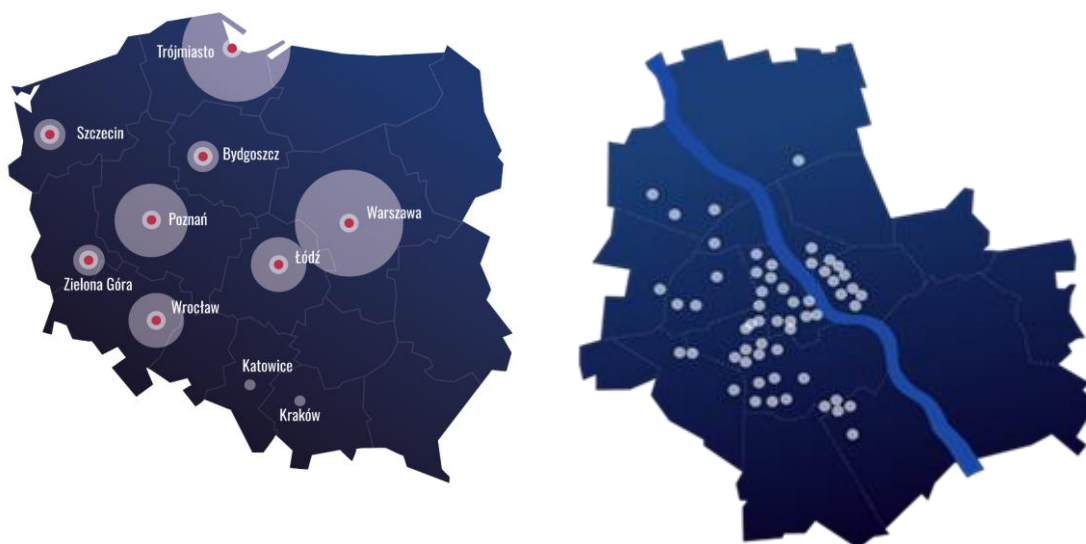 Trójmiasto
Szczecin
Bydgoszcz
Poznań
Warszawa
Łódź
Zielona Góra
Wrocław
Katowice
Kraków